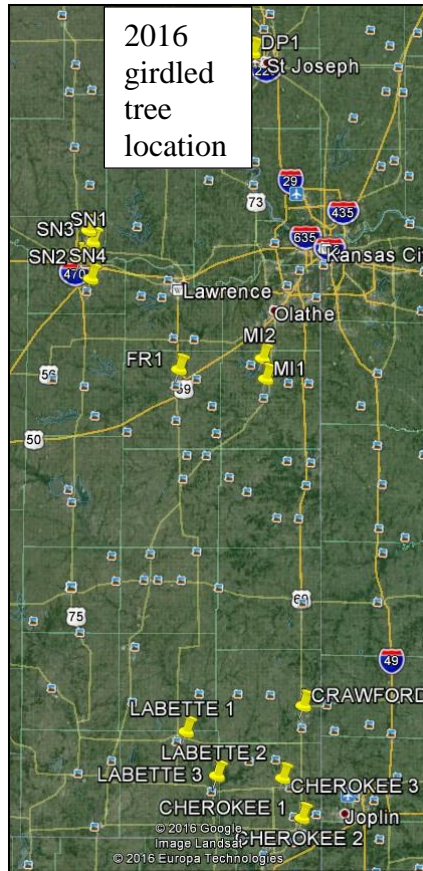 2016
girdled
tree
location
DP1
St Joseph
29
73
435
635
SN1
SN3
SN2 SN4
470
Kansas Cit
Lawrence
Olathe
MI2
FR1
MI1
56
59
50
69
75
49
CRAWFORD
LABETTE 1
LABETTE 2
LABETTE 3
CHEROKEE 3
CHEROKEE 1
Joplin
CHEROKEE 2
© 2016 Google
Image Landsat
© 2016 Europa Technologies